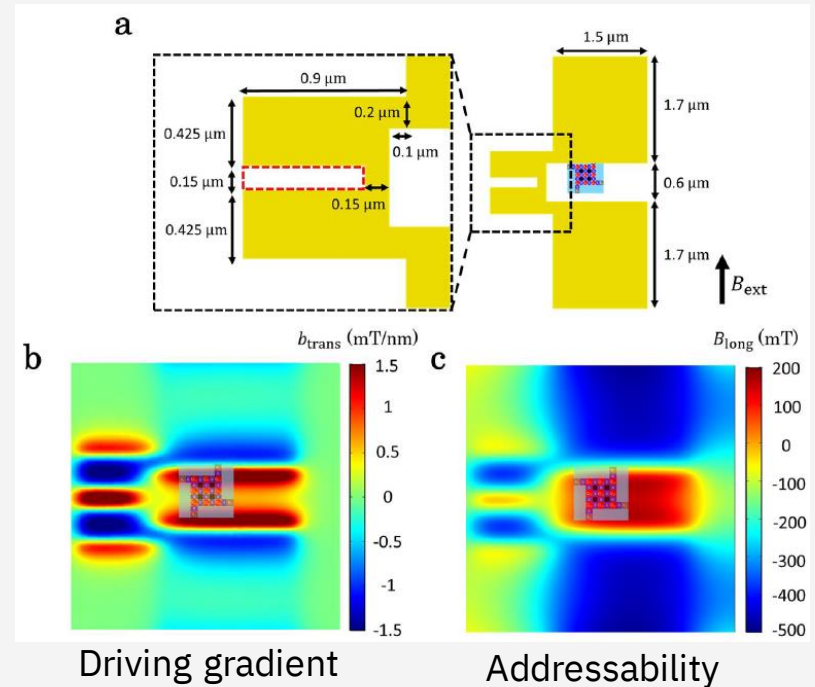 a
1.5 μm
0.9 μm
0.2 μm
0.425 μm
1.7 μm
0.1 μm
0.15 μm
0.6 μm
0.15 μm
0.425 μm
1.7 μm
B_ext
b_trans (mT/nm)
B_long (mT)
b
c
1.5
1
0.5
0
-0.5
-1
-1.5
200
100
0
-100
-200
-300
-400
-500
Driving gradient
Addressability